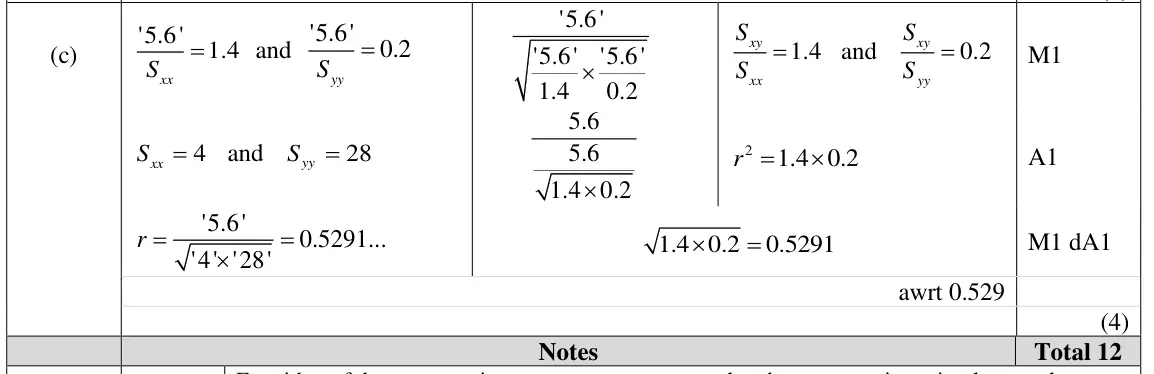 (c) '5.6'/S_xx = 1.4 and '5.6'/S_yy = 0.2 '5.6'/√('5.6'/1.4 × '5.6'/0.2) S_xy/S_xx = 1.4 and S_xy/S_yy = 0.2 M1
S_xx = 4 and S_yy = 28 5.6/(5.6/√(1.4×0.2)) r² = 1.4×0.2 A1
r = '5.6'/√('4'×'28') = 0.5291... √(1.4×0.2) = 0.5291 M1 dA1
awrt 0.529
(4)
Notes Total 12